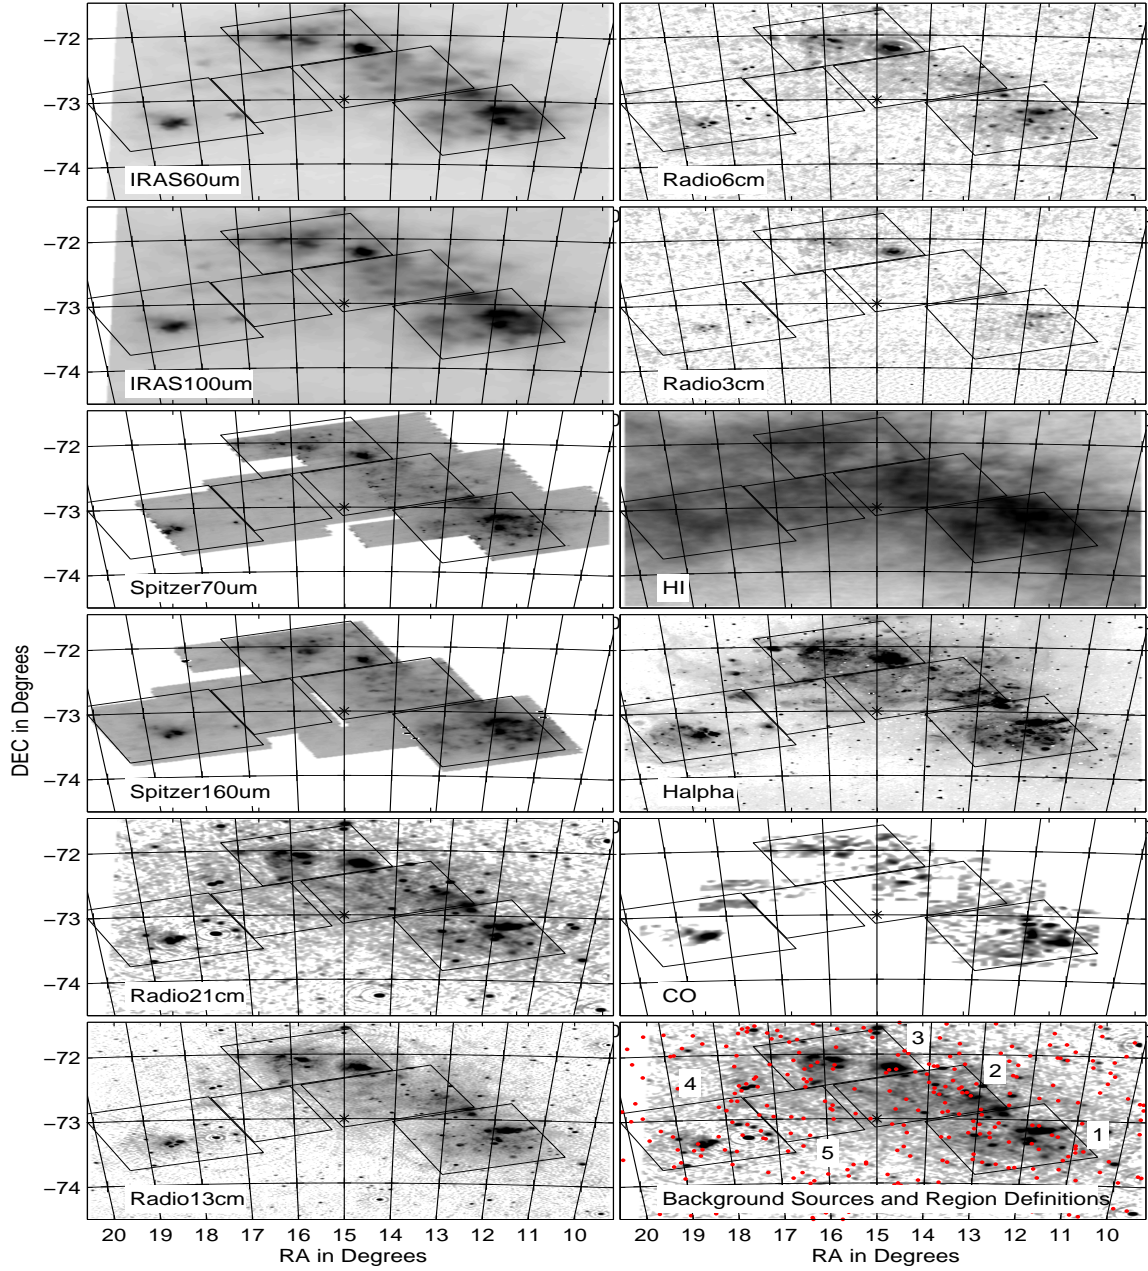 −72
−73
−74
IRAS60um
Radio6cm
−72
−73
−74
IRAS100um
Radio3cm
−72
−73
−74
Spitzer70um
HI
DEC in Degrees
−72
−73
−74
Spitzer160um
Halpha
−72
−73
−74
Radio21cm
CO
−72
−73
−74
Radio13cm
3
2
4
1
5
Background Sources and Region Definitions
20 19 18 17 16 15 14 13 12 11 10
20 19 18 17 16 15 14 13 12 11 10
RA in Degrees
RA in Degrees